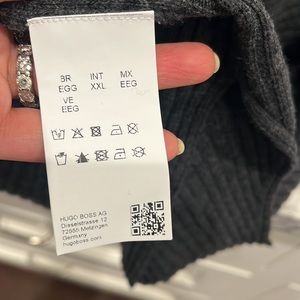 BR INT MX
EGG XXL EEG
VE
EEG
HUGO BOSS AG
Dieselstrasse 12
72555 Metzingen
Germany
hugoboss.com